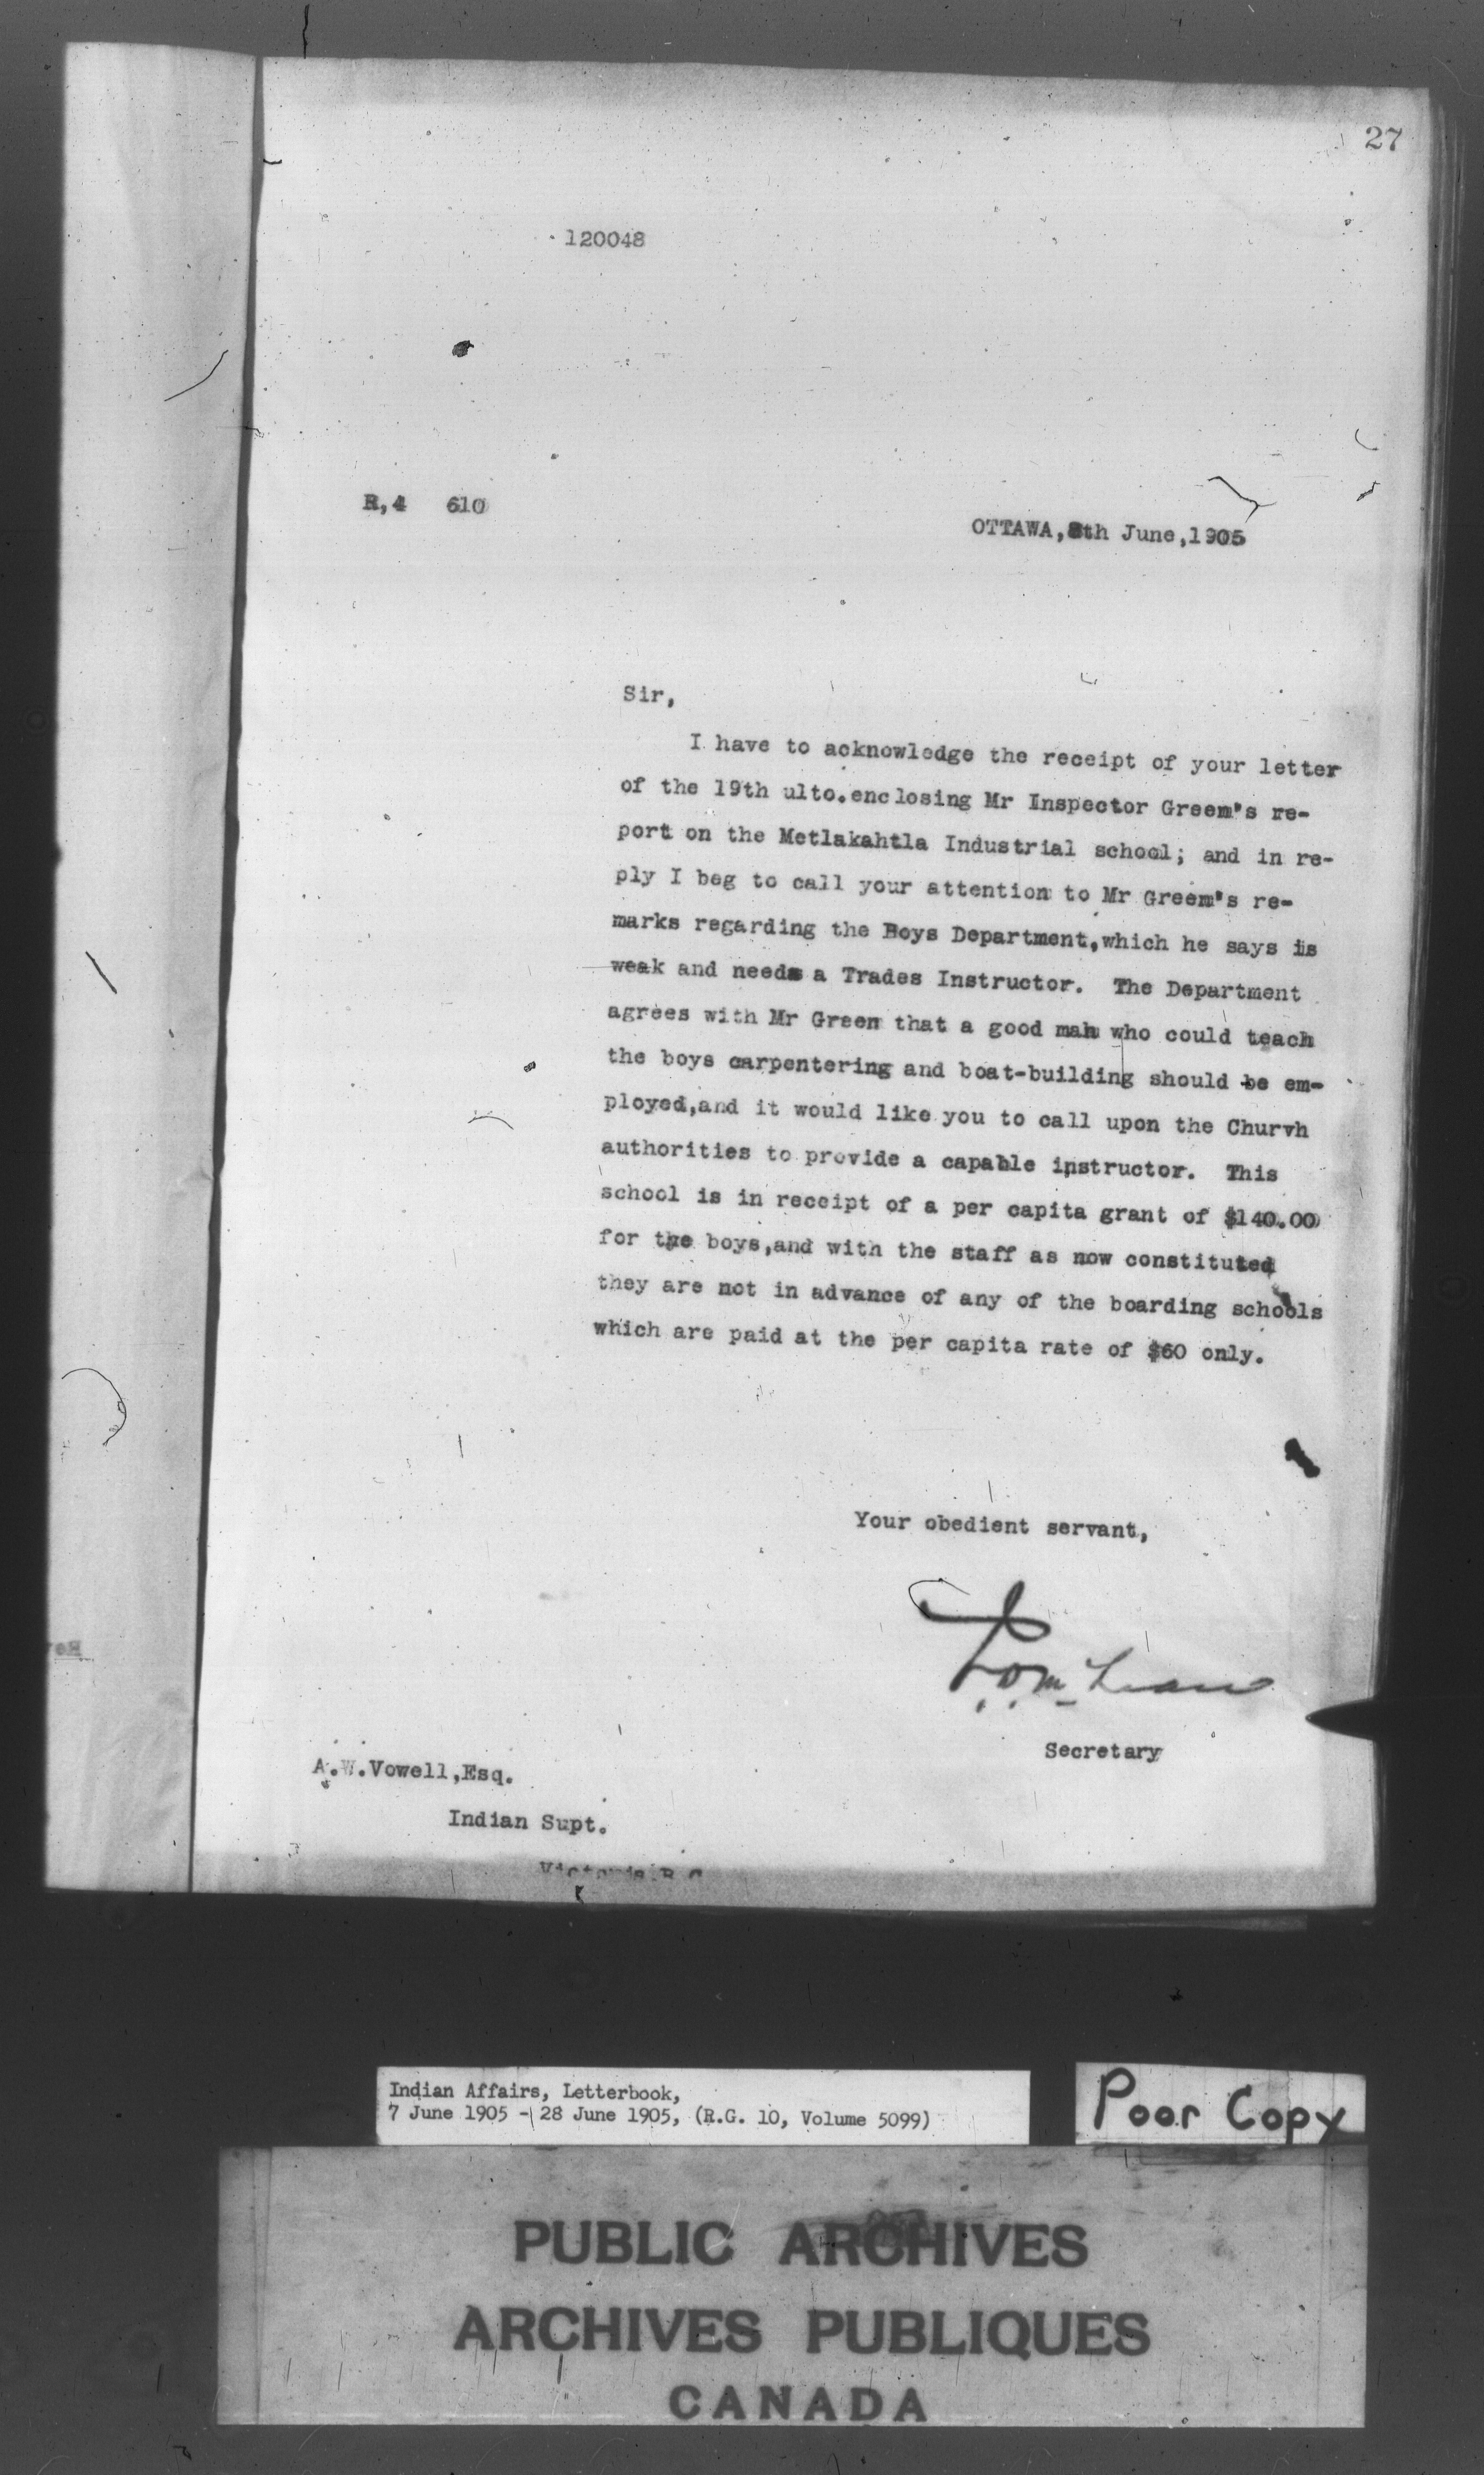 27
120048
R,4 610
OTTAWA,8th June,1905
Sir,
I have to acknowledge the receipt of your letter
of the 19th ulto.enclosing Mr Inspector Green's re-
port on the Metlakahtla Industrial school; and in re-
ply I beg to call your attention to Mr Green's re-
marks regarding the Boys Department,which he says is
weak and needs a Trades Instructor. The Department
agrees with Mr Green that a good man who could teach
the boys carpentering and boat-building should be em-
ployed,and it would like you to call upon the Churvh
authorities to provide a capable instructor. This
school is in receipt of a per capita grant of $140.00
for the boys,and with the staff as now constituted
they are not in advance of any of the boarding schools
which are paid at the per capita rate of $60 only.
Your obedient servant,
Secretary
A.W.Vowell,Esq.
Indian Supt.
Victoria B C
Indian Affairs, Letterbook,
7 June 1905 - 28 June 1905, (R.G. 10, Volume 5099)
Poor Copy
PUBLIC ARCHIVES
ARCHIVES PUBLIQUES
CANADA